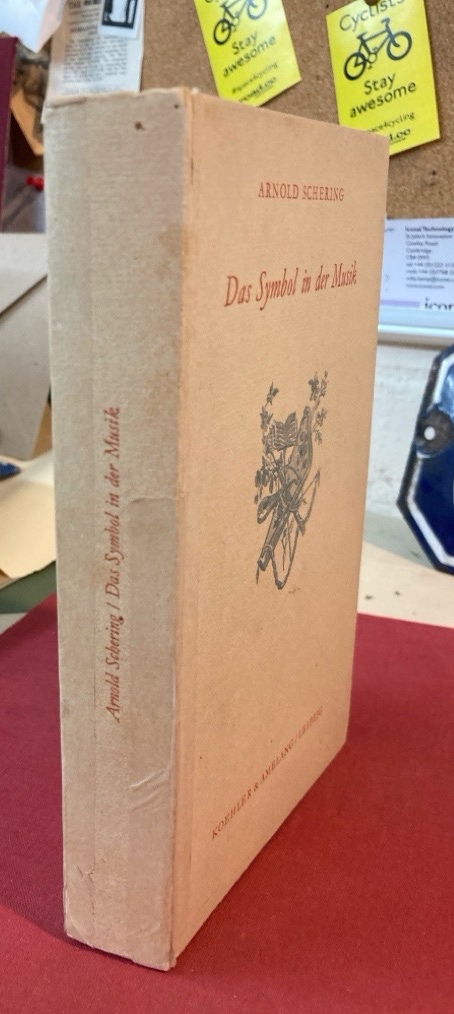 ARNOLD SCHERING
Das Symbol in der Musik
KOEHLER & AMELANG / LEIPZIG
Arnold Schering / Das Symbol in der Musik
Stay
awesome
Cyclists
Stay
awesome